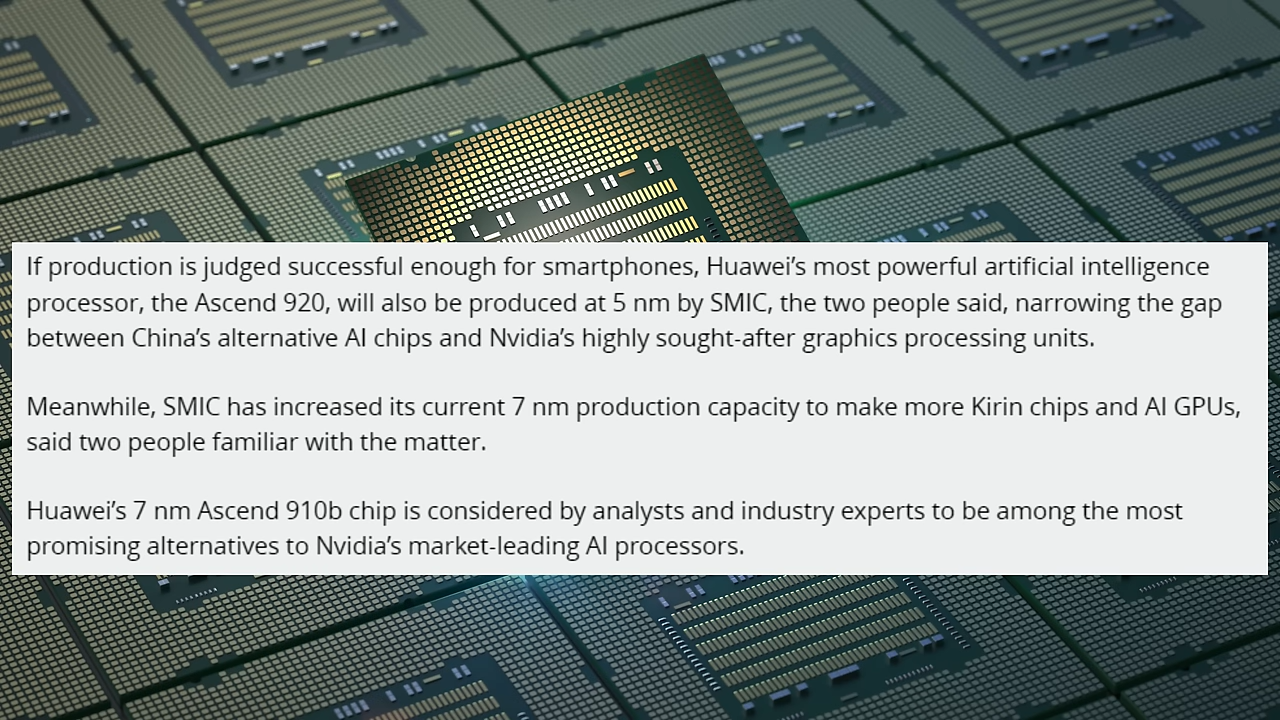 If production is judged successful enough for smartphones, Huawei’s most powerful artificial intelligence
processor, the Ascend 920, will also be produced at 5 nm by SMIC, the two people said, narrowing the gap
between China’s alternative AI chips and Nvidia’s highly sought-after graphics processing units.
Meanwhile, SMIC has increased its current 7 nm production capacity to make more Kirin chips and AI GPUs,
said two people familiar with the matter.
Huawei’s 7 nm Ascend 910b chip is considered by analysts and industry experts to be among the most
promising alternatives to Nvidia’s market-leading AI processors.